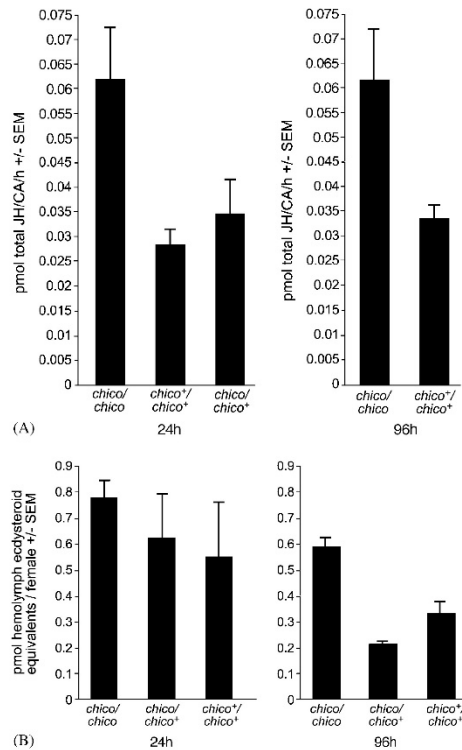 pmol total JH/CA/h +/- SEM
0.075
0.07
0.065
0.06
0.055
0.05
0.045
0.04
0.035
0.03
0.025
0.02
0.015
0.01
0.005
0
chico/ chico⁺/ chico/
chico chico⁺ chico⁺
24h
pmol total JH/CA/h +/- SEM
0.075
0.07
0.065
0.06
0.055
0.05
0.045
0.04
0.035
0.03
0.025
0.02
0.015
0.01
0.005
0
chico/ chico⁺/
chico chico⁺
96h
(A)
pmol hemolymph ecdysteroid
equivalents / female +/- SEM
0.9
0.8
0.7
0.6
0.5
0.4
0.3
0.2
0.1
0
chico/ chico/ chico⁺/
chico chico⁺ chico⁺
24h
0.9
0.8
0.7
0.6
0.5
0.4
0.3
0.2
0.1
0
chico/ chico/ chico⁺/
chico chico⁺ chico⁺
96h
(B)